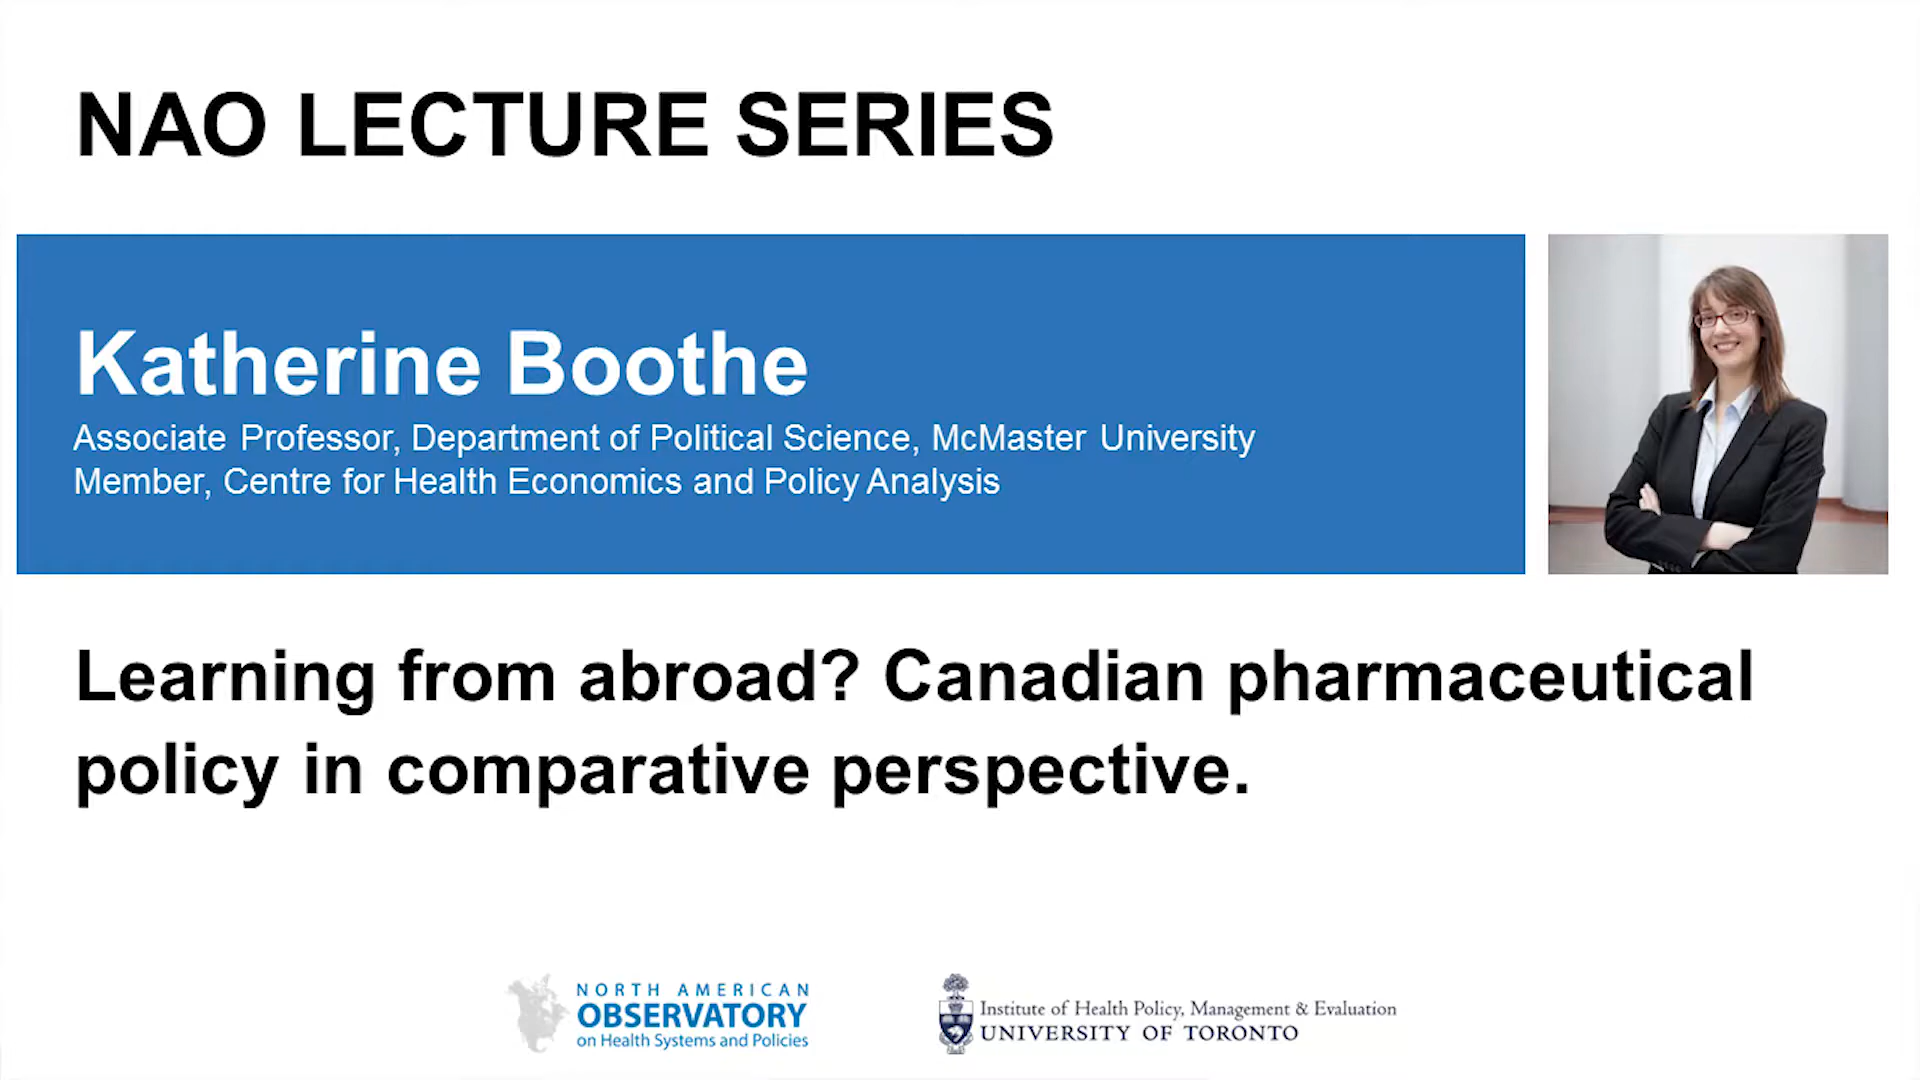 NAO LECTURE SERIES
Katherine Boothe
Associate Professor, Department of Political Science, McMaster University
Member, Centre for Health Economics and Policy Analysis
Learning from abroad? Canadian pharmaceutical
policy in comparative perspective.
NORTH AMERICAN
OBSERVATORY
on Health Systems and Policies
Institute of Health Policy, Management & Evaluation
UNIVERSITY OF TORONTO